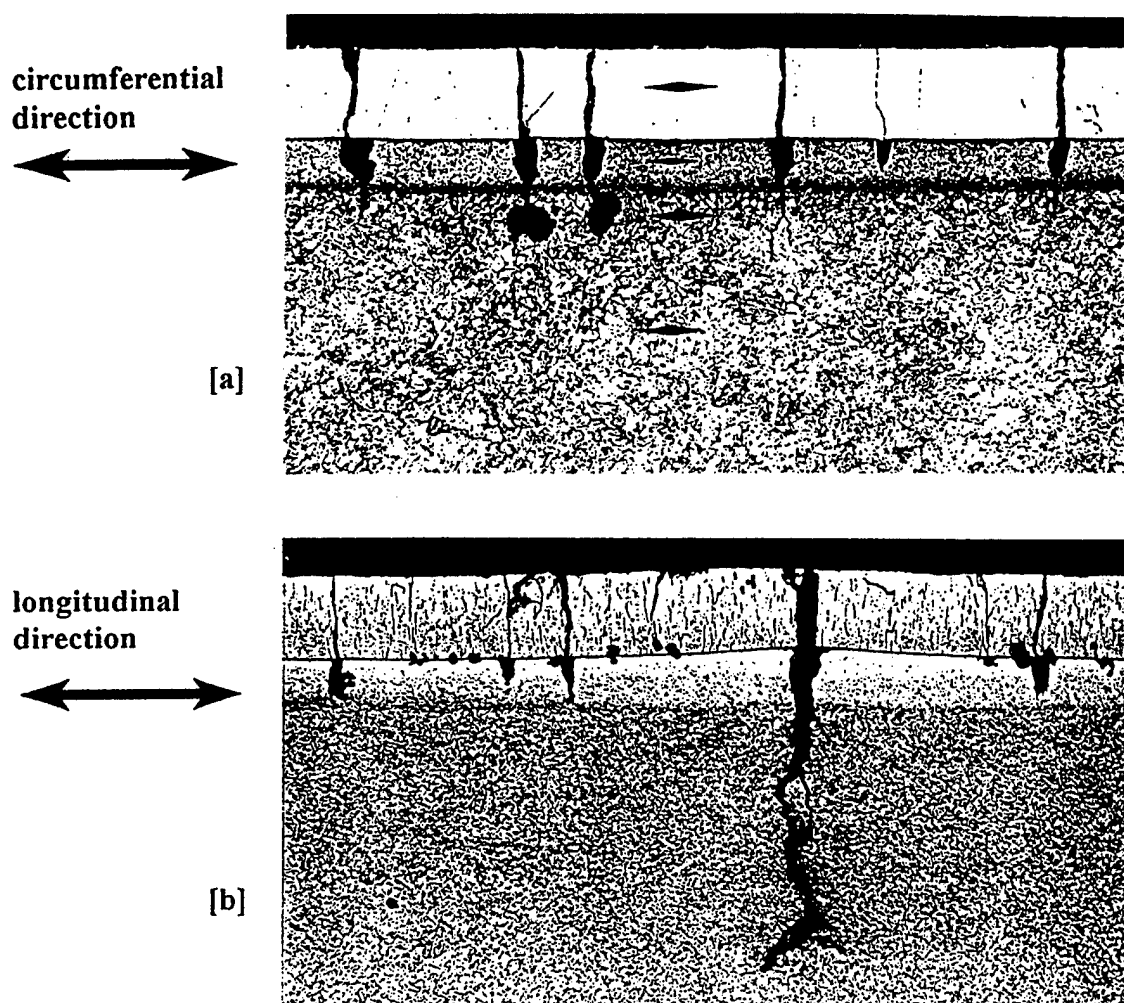 circumferential
direction
[a]
longitudinal
direction
[b]